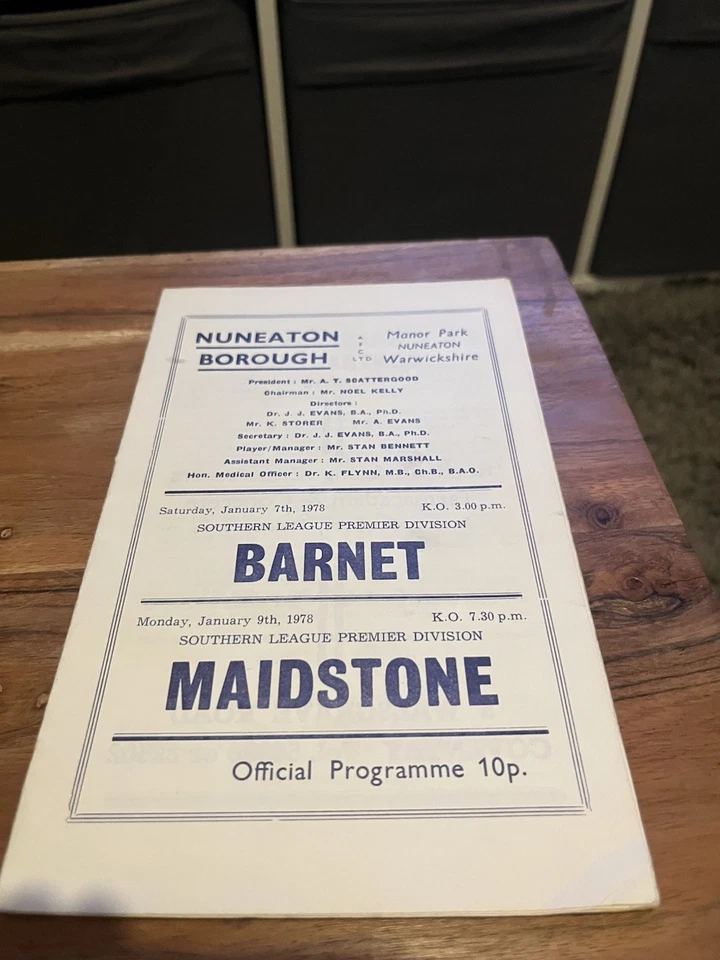 NUNEATON BOROUGH
A F C LTD
Manor Park
NUNEATON
Warwickshire
President : Mr. A. T. SCATTERGOOD
Chairman : Mr. NOEL KELLY
Directors :
Dr. J. J. EVANS, B.A., Ph.D.
Mr. K. STORER Mr. A. EVANS
Secretary : Dr. J. J. EVANS, B.A., Ph.D.
Player/Manager : Mr. STAN BENNETT
Assistant Manager : Mr. STAN MARSHALL
Hon. Medical Officer : Dr. K. FLYNN, M.B., Ch.B., B.A.O.
Saturday, January 7th, 1978 K.O. 3.00 p.m.
SOUTHERN LEAGUE PREMIER DIVISION
BARNET
Monday, January 9th, 1978 K.O. 7.30 p.m.
SOUTHERN LEAGUE PREMIER DIVISION
MAIDSTONE
Official Programme 10p.